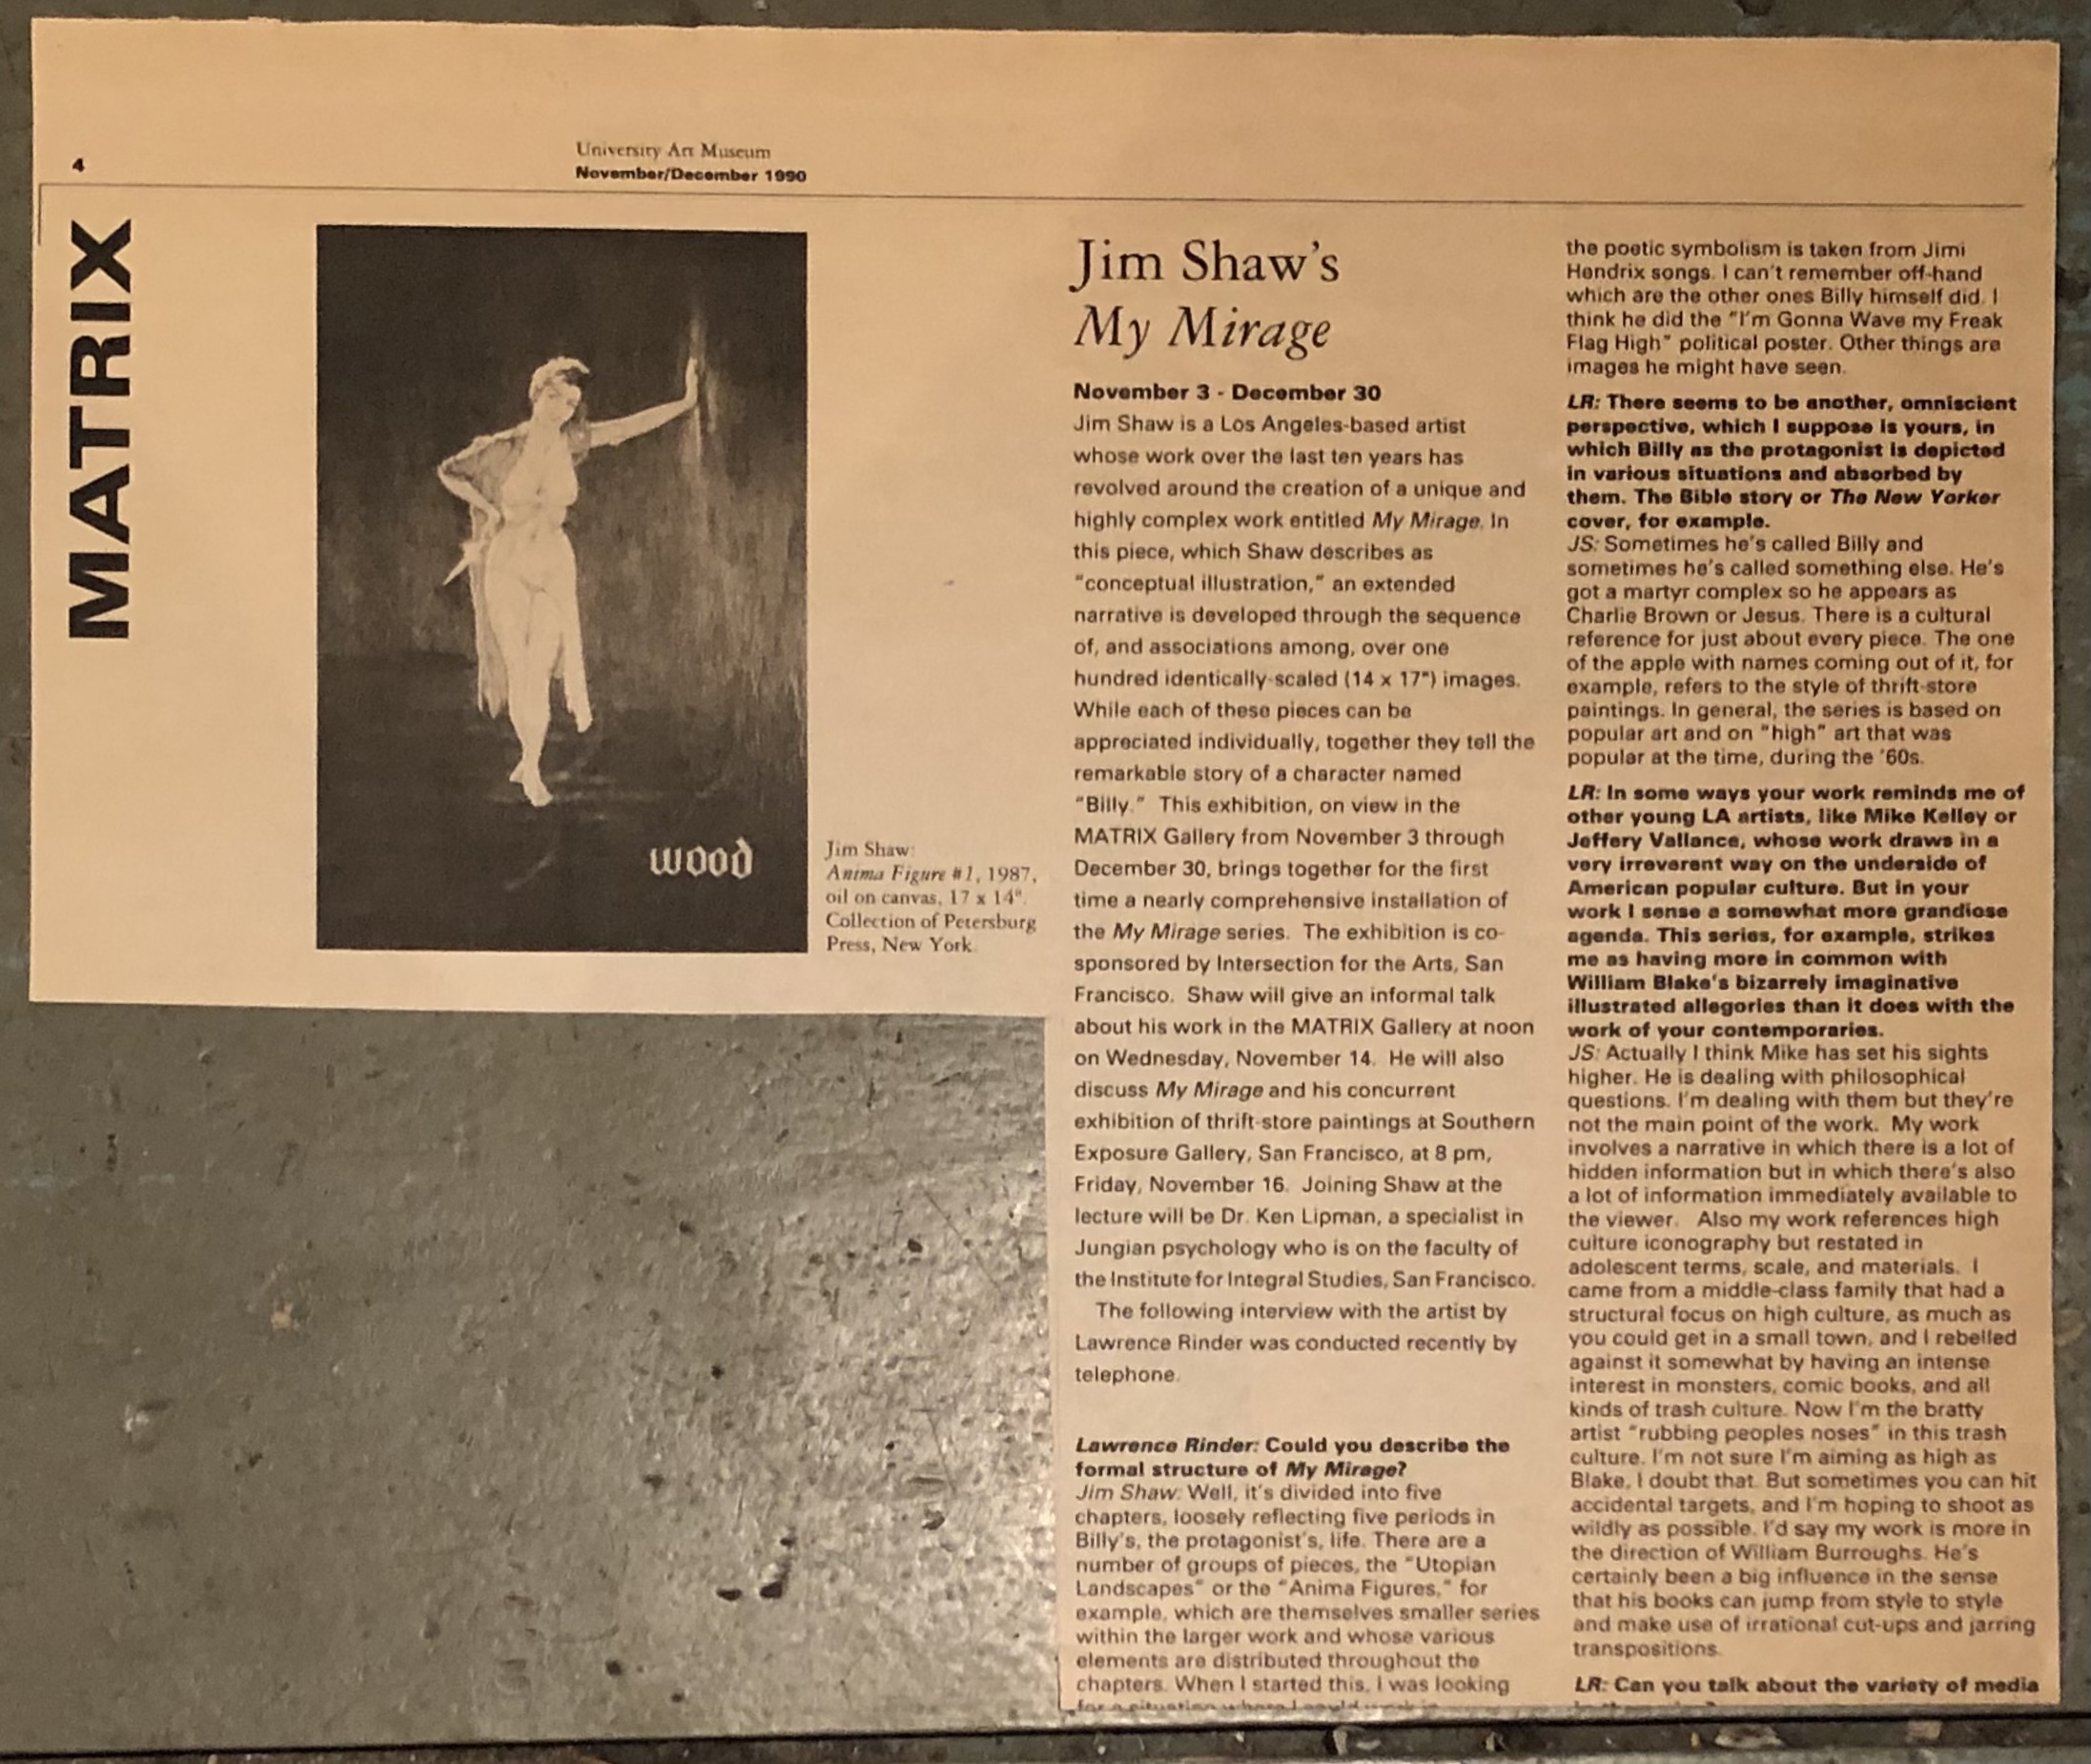 4
University Art Museum
November/December 1990
MATRIX
wood
Jim Shaw:
Anima Figure #1, 1987,
oil on canvas, 17 x 14".
Collection of Petersburg
Press, New York.
Jim Shaw's
My Mirage
November 3 - December 30
Jim Shaw is a Los Angeles-based artist
whose work over the last ten years has
revolved around the creation of a unique and
highly complex work entitled My Mirage. In
this piece, which Shaw describes as
"conceptual illustration," an extended
narrative is developed through the sequence
of, and associations among, over one
hundred identically-scaled (14 x 17") images.
While each of these pieces can be
appreciated individually, together they tell the
remarkable story of a character named
"Billy." This exhibition, on view in the
MATRIX Gallery from November 3 through
December 30, brings together for the first
time a nearly comprehensive installation of
the My Mirage series. The exhibition is co-
sponsored by Intersection for the Arts, San
Francisco. Shaw will give an informal talk
about his work in the MATRIX Gallery at noon
on Wednesday, November 14. He will also
discuss My Mirage and his concurrent
exhibition of thrift-store paintings at Southern
Exposure Gallery, San Francisco, at 8 pm,
Friday, November 16. Joining Shaw at the
lecture will be Dr. Ken Lipman, a specialist in
Jungian psychology who is on the faculty of
the Institute for Integral Studies, San Francisco.
The following interview with the artist by
Lawrence Rinder was conducted recently by
telephone.
Lawrence Rinder: Could you describe the
formal structure of My Mirage?
Jim Shaw: Well, it's divided into five
chapters, loosely reflecting five periods in
Billy's, the protagonist's, life. There are a
number of groups of pieces, the "Utopian
Landscapes" or the "Anima Figures," for
example, which are themselves smaller series
within the larger work and whose various
elements are distributed throughout the
chapters. When I started this, I was looking
for a situation where I could work in
the poetic symbolism is taken from Jimi
Hendrix songs. I can't remember off-hand
which are the other ones Billy himself did. I
think he did the "I'm Gonna Wave my Freak
Flag High" political poster. Other things are
images he might have seen.
LR: There seems to be another, omniscient
perspective, which I suppose is yours, in
which Billy as the protagonist is depicted
in various situations and absorbed by
them. The Bible story or The New Yorker
cover, for example.
JS: Sometimes he's called Billy and
sometimes he's called something else. He's
got a martyr complex so he appears as
Charlie Brown or Jesus. There is a cultural
reference for just about every piece. The one
of the apple with names coming out of it, for
example, refers to the style of thrift-store
paintings. In general, the series is based on
popular art and on "high" art that was
popular at the time, during the '60s.
LR: In some ways your work reminds me of
other young LA artists, like Mike Kelley or
Jeffery Vallance, whose work draws in a
very irreverent way on the underside of
American popular culture. But in your
work I sense a somewhat more grandiose
agenda. This series, for example, strikes
me as having more in common with
William Blake's bizarrely imaginative
illustrated allegories than it does with the
work of your contemporaries.
JS: Actually I think Mike has set his sights
higher. He is dealing with philosophical
questions. I'm dealing with them but they're
not the main point of the work. My work
involves a narrative in which there is a lot of
hidden information but in which there's also
a lot of information immediately available to
the viewer. Also my work references high
culture iconography but restated in
adolescent terms, scale, and materials. I
came from a middle-class family that had a
structural focus on high culture, as much as
you could get in a small town, and I rebelled
against it somewhat by having an intense
interest in monsters, comic books, and all
kinds of trash culture. Now I'm the bratty
artist "rubbing peoples noses" in this trash
culture. I'm not sure I'm aiming as high as
Blake, I doubt that. But sometimes you can hit
accidental targets, and I'm hoping to shoot as
wildly as possible. I'd say my work is more in
the direction of William Burroughs. He's
certainly been a big influence in the sense
that his books can jump from style to style
and make use of irrational cut-ups and jarring
transpositions.
LR: Can you talk about the variety of media